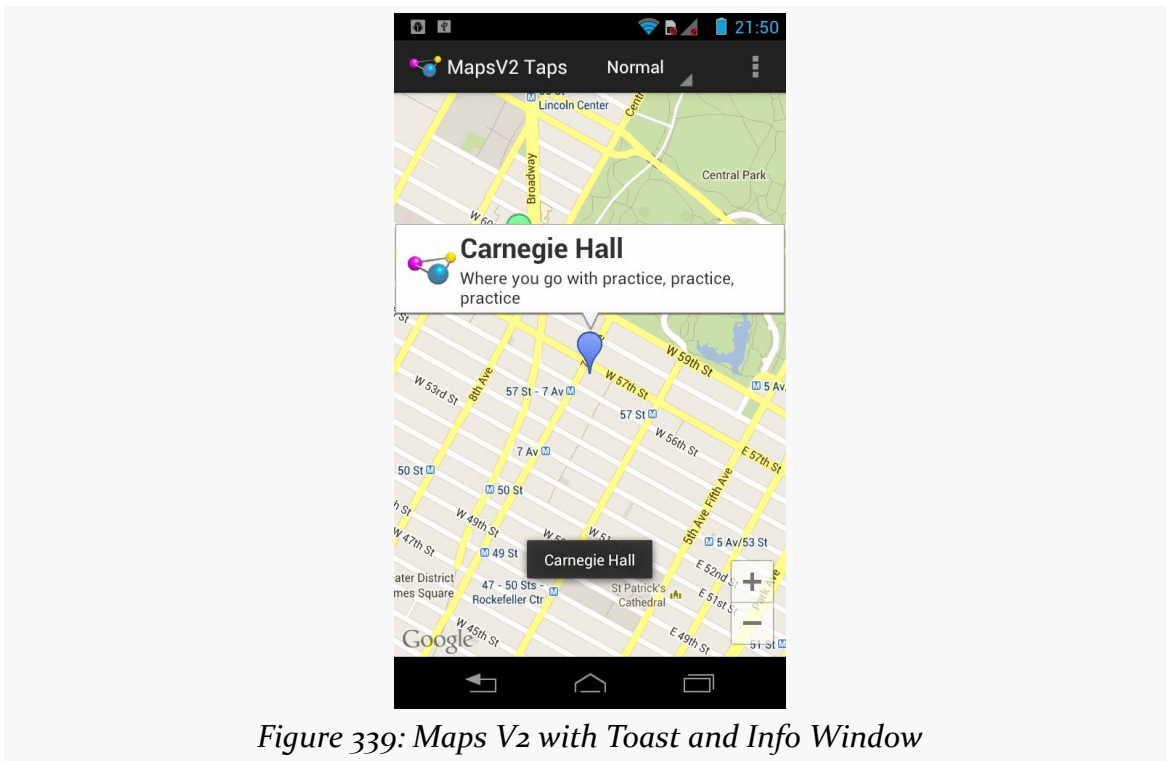 21:50
MapsV2 Taps
Normal
Lincoln Center
Broadway
Central Park
Carnegie Hall
Where you go with practice, practice,
practice
W 59th St
8th Ave
W 53rd St
57 St - 7 Av M
W 57th St
M 5 Av
57 St M
W 56th St
7 Av M
E 57th St
50 St M
M 50 St
5th Ave Fifth Ave
W 49th St
W 47th St
M 49 St
M 5 Av/53 St
Carnegie Hall
E 52nd
ater District
mes Square
47 - 50 Sts -
Rockefeller Ctr
M
St Patrick's
Cathedral
E 51st S
Park Ave
Google
W 45th St
E 49th St
51 St M
Figure 339: Maps V2 with Toast and Info Window